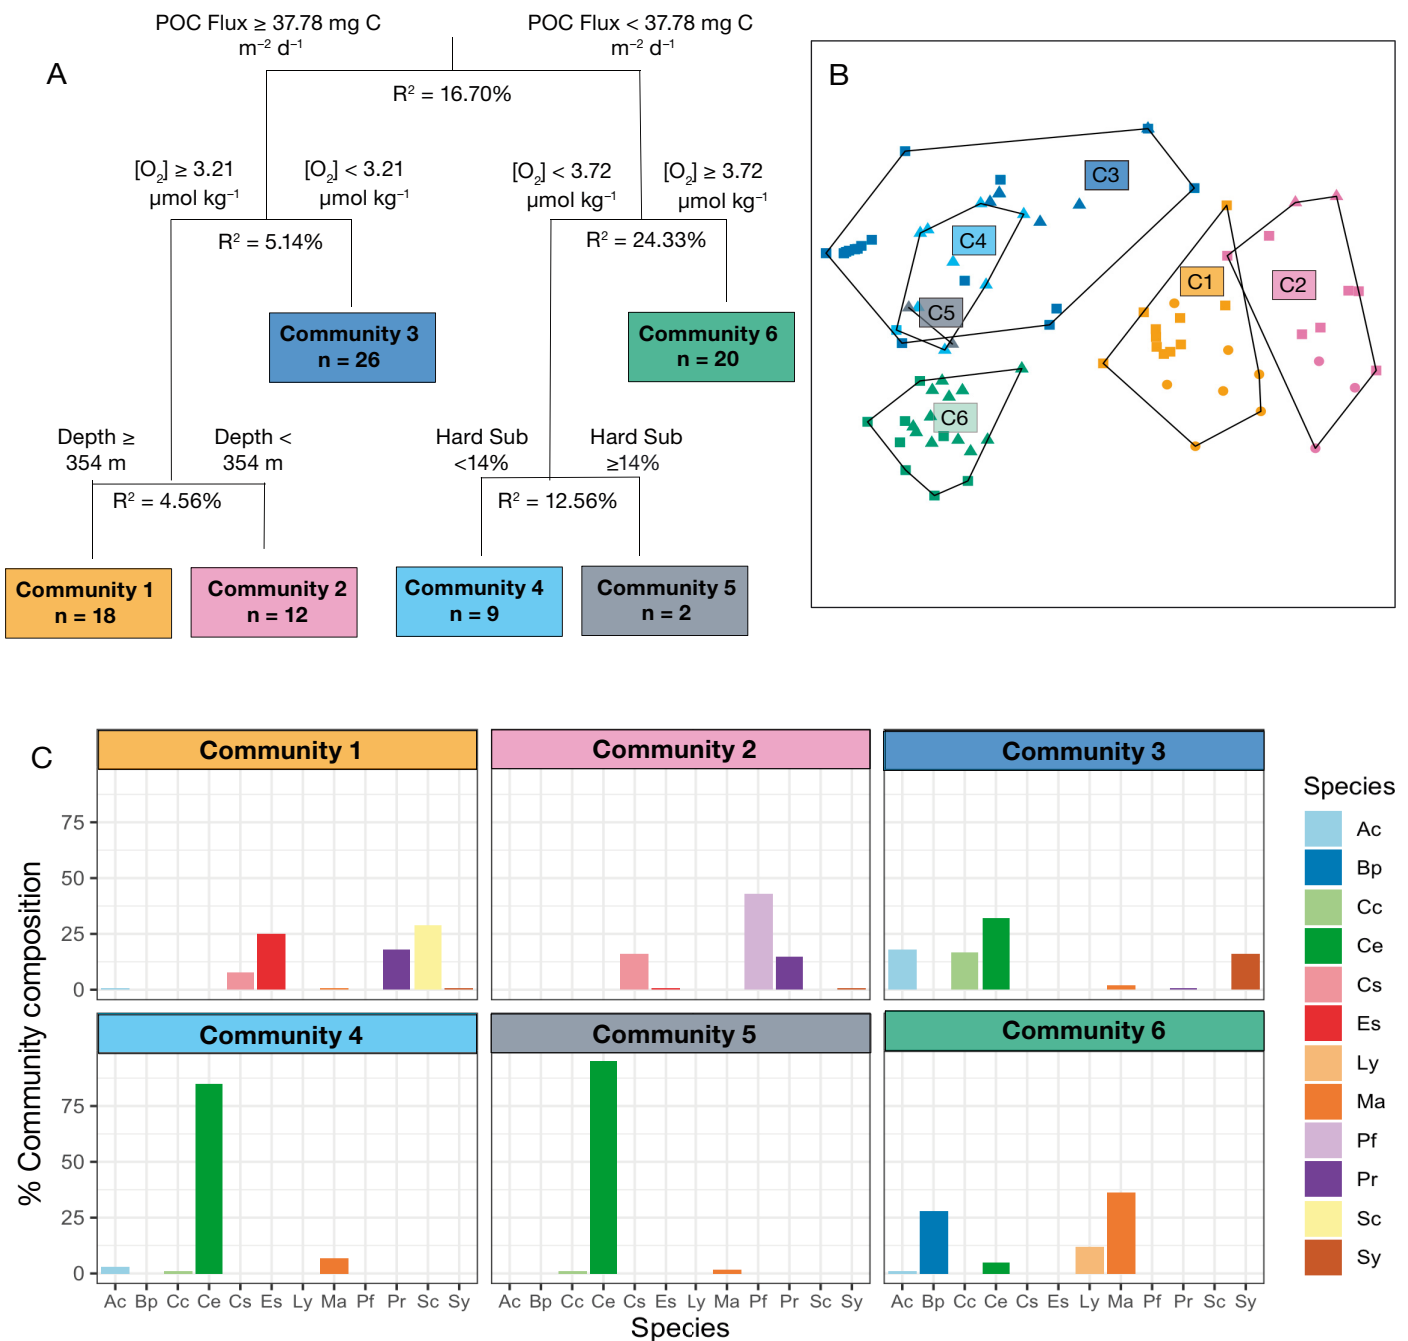 A
POC Flux ≥ 37.78 mg C
m⁻² d⁻¹
POC Flux < 37.78 mg C
m⁻² d⁻¹
R² = 16.70%
[O₂] ≥ 3.21
µmol kg⁻¹
[O₂] < 3.21
µmol kg⁻¹
[O₂] < 3.72
µmol kg⁻¹
[O₂] ≥ 3.72
µmol kg⁻¹
R² = 5.14%
R² = 24.33%
Community 3
n = 26
Community 6
n = 20
Depth ≥
354 m
Depth <
354 m
Hard Sub
<14%
Hard Sub
≥14%
R² = 4.56%
R² = 12.56%
Community 1
n = 18
Community 2
n = 12
Community 4
n = 9
Community 5
n = 2
B
C3
C4
C5
C1
C2
C6
C
Community 1
Community 2
Community 3
75
50
25
0
Community 4
Community 5
Community 6
75
50
25
0
% Community composition
Ac Bp Cc Ce Cs Es Ly Ma Pf Pr Sc Sy
Ac Bp Cc Ce Cs Es Ly Ma Pf Pr Sc Sy
Ac Bp Cc Ce Cs Es Ly Ma Pf Pr Sc Sy
Species
Species
Ac
Bp
Cc
Ce
Cs
Es
Ly
Ma
Pf
Pr
Sc
Sy